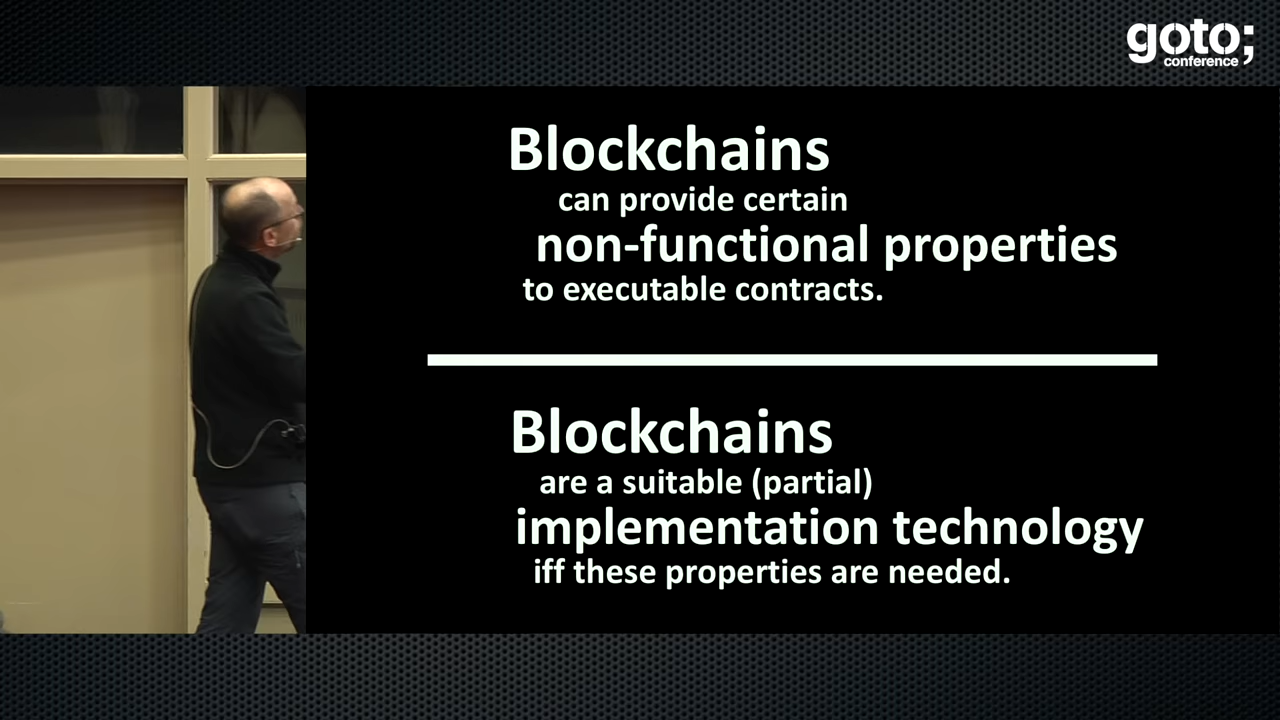 goto;
conference
Blockchains
can provide certain
non-functional properties
to executable contracts.
Blockchains
are a suitable (partial)
implementation technology
iff these properties are needed.